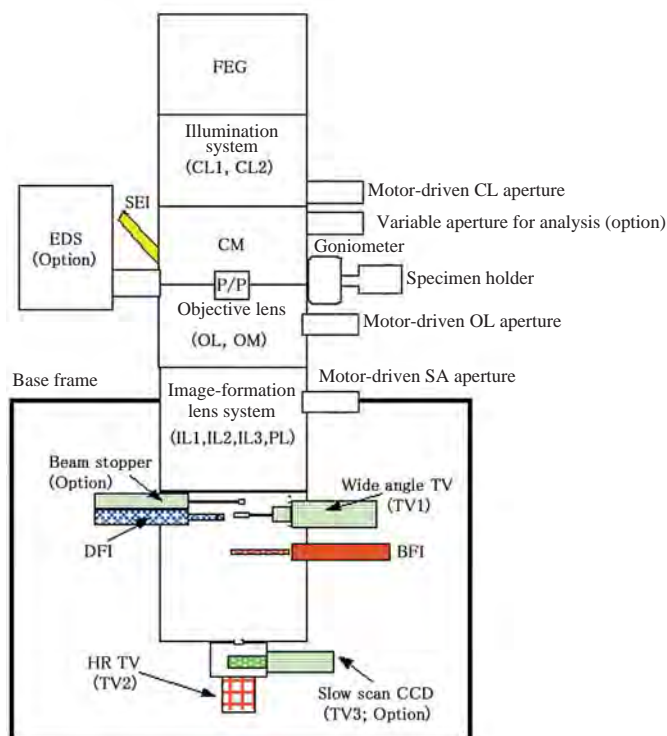 FEG
Illumination
system
(CL1, CL2)
Motor-driven CL aperture
SEI
Variable aperture for analysis (option)
EDS
(Option)
CM
Goniometer
P/P
Specimen holder
Objective lens
(OL, OM)
Motor-driven OL aperture
Base frame
Image-formation
lens system
(IL1,IL2,IL3,PL)
Motor-driven SA aperture
Beam stopper
(Option)
Wide angle TV
(TV1)
DFI
BFI
HR TV
(TV2)
Slow scan CCD
(TV3; Option)